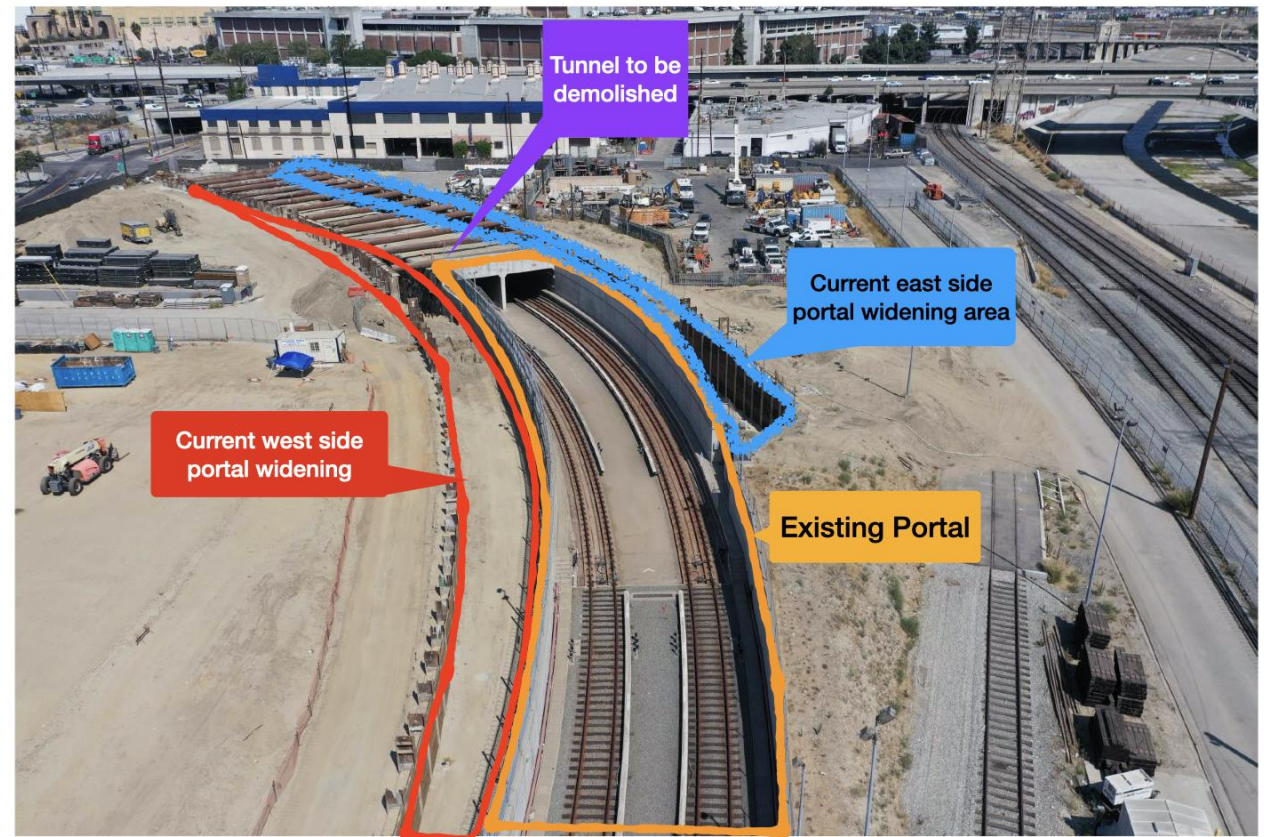 Tunnel to be
demolished
Current east side
portal widening area
Current west side
portal widening
Existing Portal